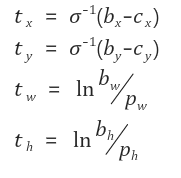 t_x = σ⁻¹(b_x-c_x)
t_y = σ⁻¹(b_y-c_y)
t_w = ln b_w/p_w
t_h = ln b_h/p_h